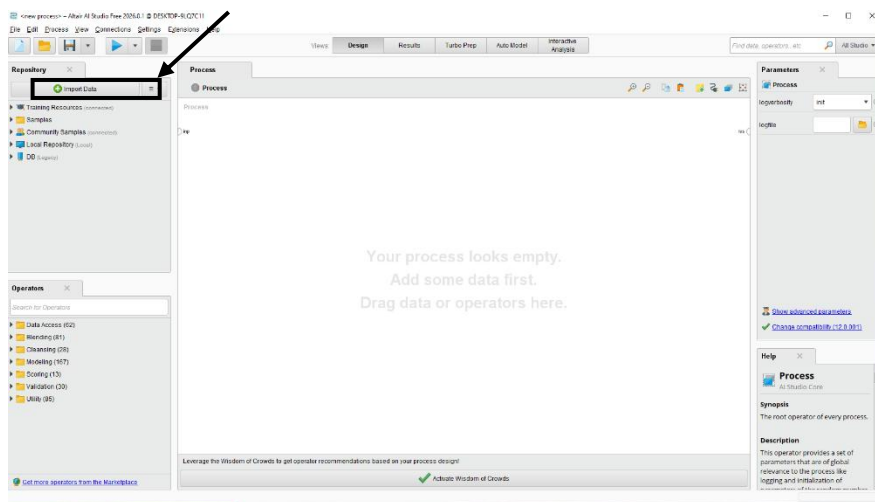 <new process> – Altair AI Studio Free 2026.0.1 @ DESKTOP-9LQ7C11
File Edit Process View Connections Settings Extensions Help
Views: Design Results Turbo Prep Auto Model Interactive Analysis
Find data, operators...etc All Studio
Repository
Import Data
Training Resources (connected)
Samples
Community Samples (connected)
Local Repository (Local)
DB (Legacy)
Process
Process
Process
inp
res
Your process looks empty.
Add some data first.
Drag data or operators here.
Leverage the Wisdom of Crowds to get operator recommendations based on your process design!
Activate Wisdom of Crowds
Operators
Search for Operators
Data Access (62)
Blending (81)
Cleansing (28)
Modeling (167)
Scoring (13)
Validation (30)
Utility (85)
Get more operators from the Marketplace
Parameters
Process
logverbosity init
logfile
Show advanced parameters
Change compatibility (12.0.001)
Help
Process
AI Studio Core
Synopsis
The root operator of every process.
Description
This operator provides a set of
parameters that are of global
relevance to the process like
logging and initialization of
parameters of the random number